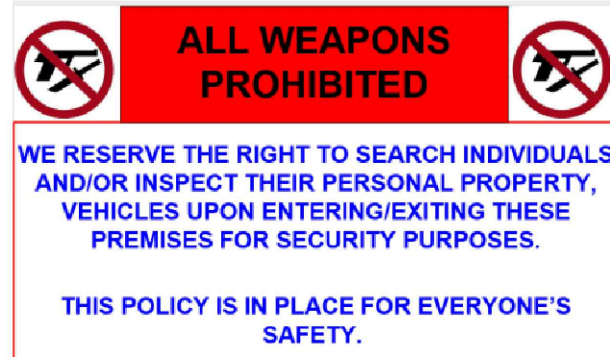 ALL WEAPONS
PROHIBITED
WE RESERVE THE RIGHT TO SEARCH INDIVIDUALS
AND/OR INSPECT THEIR PERSONAL PROPERTY,
VEHICLES UPON ENTERING/EXITING THESE
PREMISES FOR SECURITY PURPOSES.
THIS POLICY IS IN PLACE FOR EVERYONE’S
SAFETY.